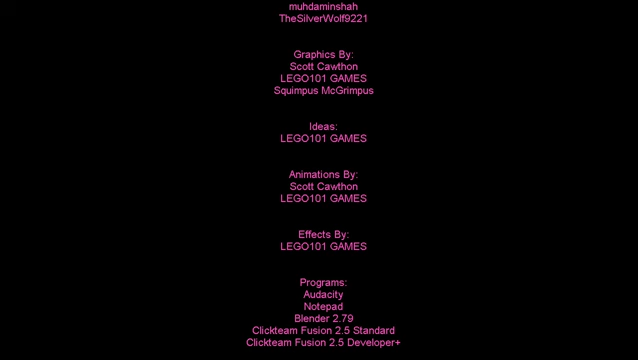 muhdaminshah
TheSilverWolf9221
Graphics By:
Scott Cawthon
LEGO101 GAMES
Squimpus McGrimpus
Ideas:
LEGO101 GAMES
Animations By:
Scott Cawthon
LEGO101 GAMES
Effects By:
LEGO101 GAMES
Programs:
Audacity
Notepad
Blender 2.79
Clickteam Fusion 2.5 Standard
Clickteam Fusion 2.5 Developer+